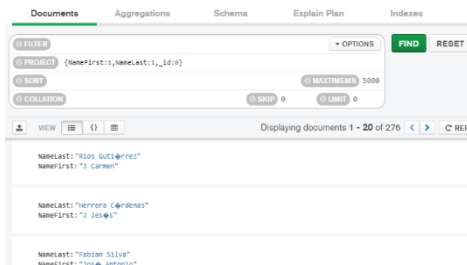 Documents Aggregations Schema Explain Plan Indexes
FILTER OPTIONS FIND RESET
PROJECT {NameFirst:1,NameLast:1,_id:0}
SORT MAXTIMEMS 5000
COLLATION SKIP 0 LIMIT 0
VIEW {} Displaying documents 1 - 20 of 276 < > REF
NameLast:"Rios Guti�rrez"
NameFirst:"J Carmen"
NameLast:"Herrera C�rdenas"
NameFirst:"J Jes�s"
NameLast:"Fabian Silva"
NameFirst:"Jos� Antonio"